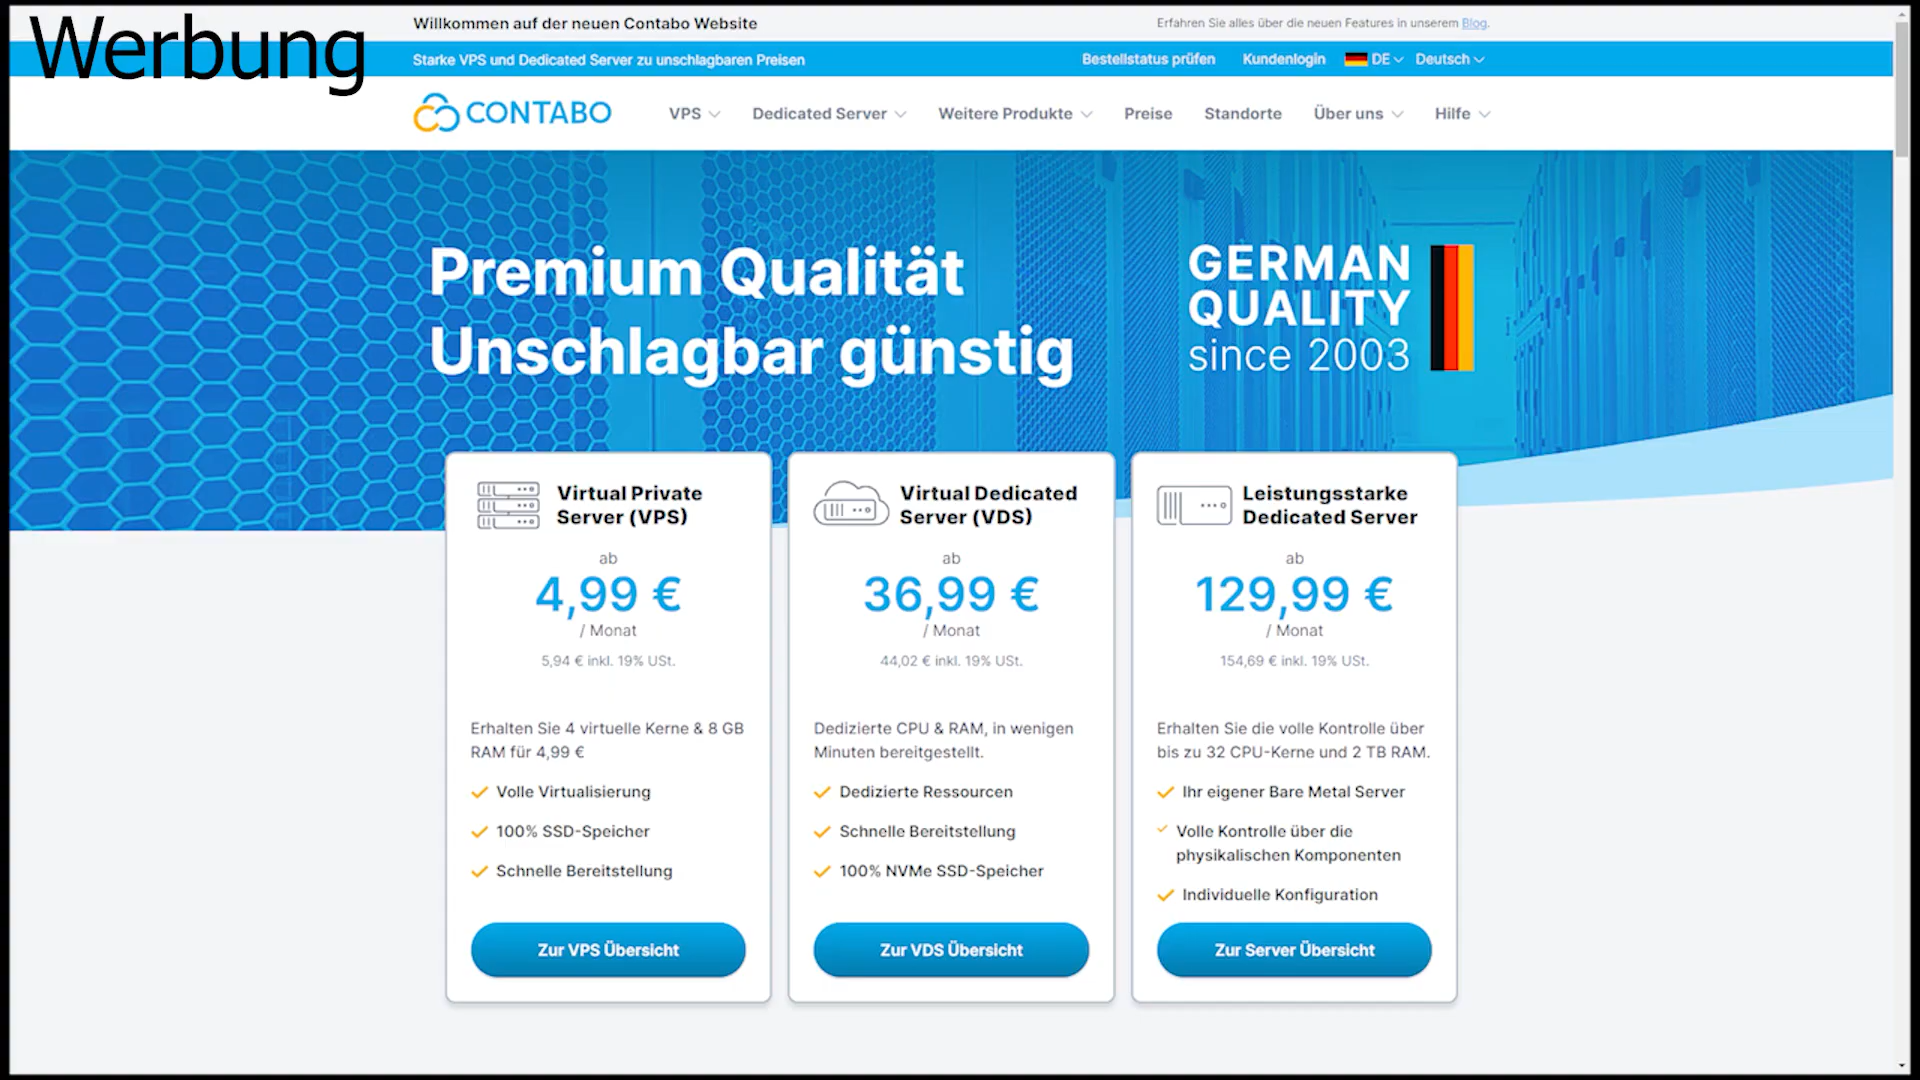 Werbung
Willkommen auf der neuen Contabo Website
Erfahren Sie alles über die neuen Features in unserem Blog.
Starke VPS und Dedicated Server zu unschlagbaren Preisen
Bestellstatus prüfen
Kundenlogin
DE
Deutsch
CONTABO
VPS
Dedicated Server
Weitere Produkte
Preise
Standorte
Über uns
Hilfe
Premium Qualität
Unschlagbar günstig
GERMAN
QUALITY
since 2003
Virtual Private
Server (VPS)
ab
4,99 €
/ Monat
5,94 € inkl. 19% USt.
Erhalten Sie 4 virtuelle Kerne & 8 GB
RAM für 4,99 €
Volle Virtualisierung
100% SSD-Speicher
Schnelle Bereitstellung
Zur VPS Übersicht
Virtual Dedicated
Server (VDS)
ab
36,99 €
/ Monat
44,02 € inkl. 19% USt.
Dedizierte CPU & RAM, in wenigen
Minuten bereitgestellt.
Dedizierte Ressourcen
Schnelle Bereitstellung
100% NVMe SSD-Speicher
Zur VDS Übersicht
Leistungsstarke
Dedicated Server
ab
129,99 €
/ Monat
154,69 € inkl. 19% USt.
Erhalten Sie die volle Kontrolle über
bis zu 32 CPU-Kerne und 2 TB RAM.
Ihr eigener Bare Metal Server
Volle Kontrolle über die
physikalischen Komponenten
Individuelle Konfiguration
Zur Server Übersicht